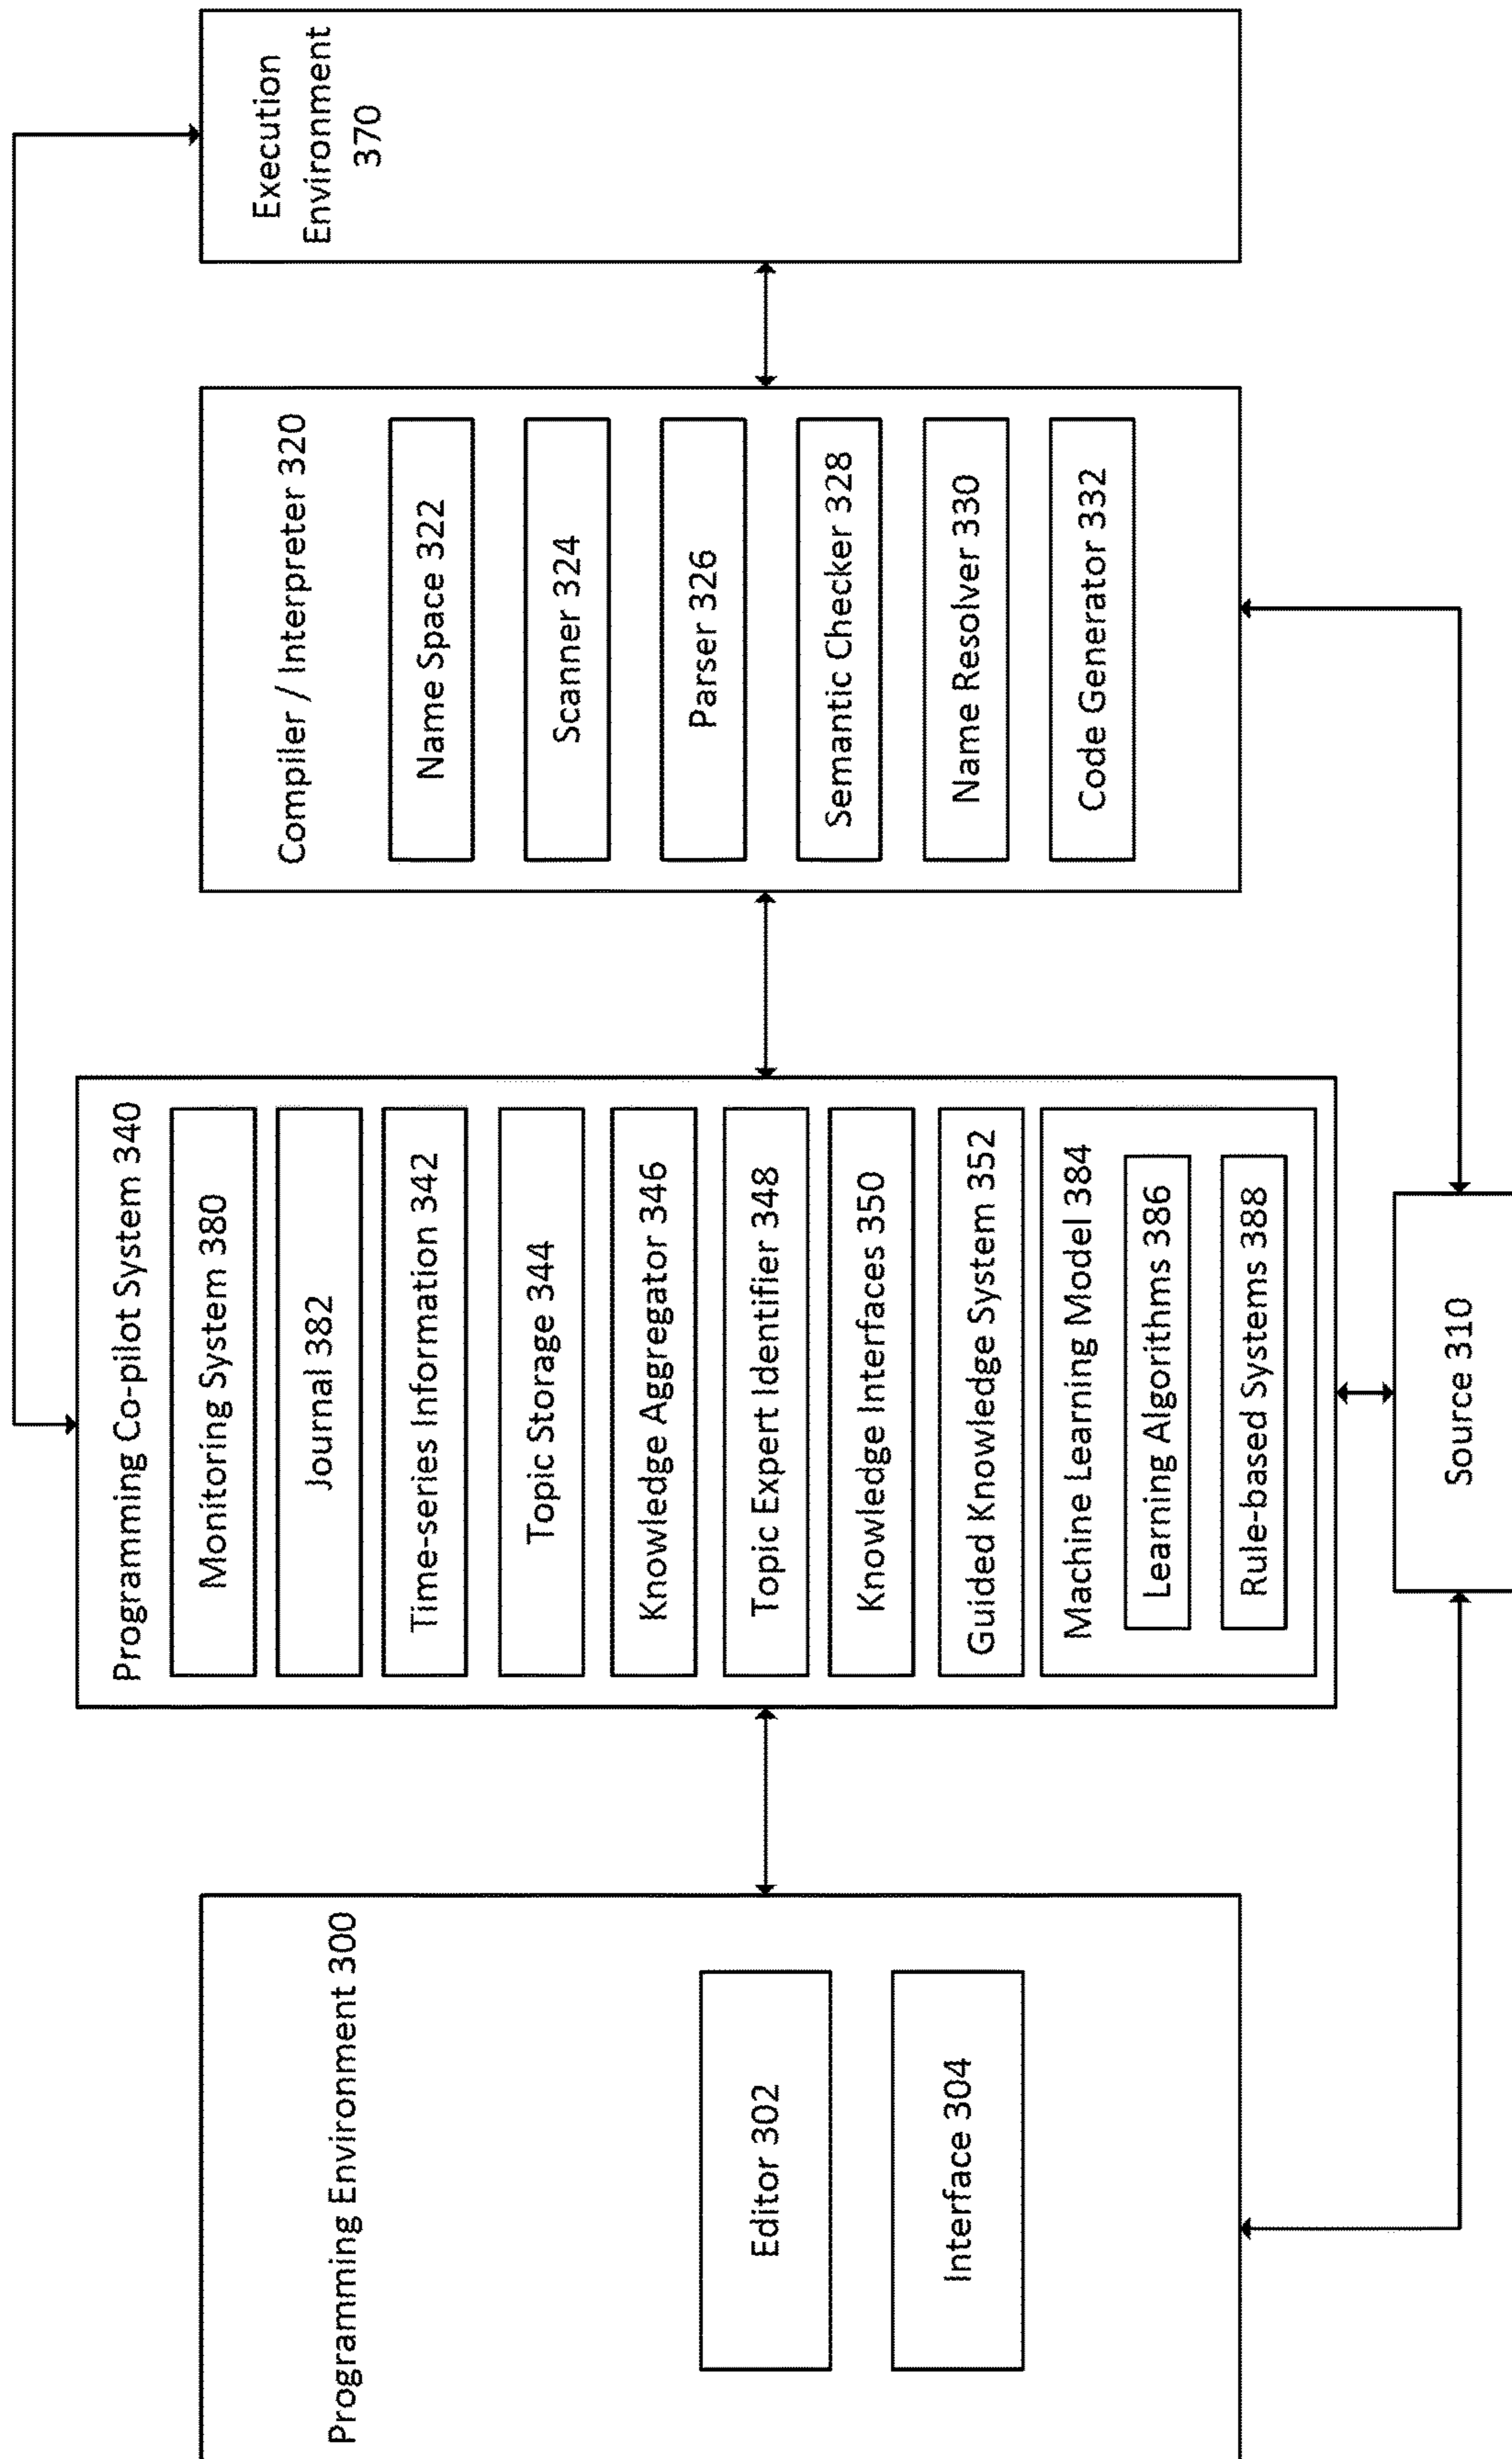 Programming Environment 300
Editor 302
Interface 304
Programming Co-pilot System 340
Monitoring System 380
Journal 382
Time-series Information 342
Topic Storage 344
Knowledge Aggregator 346
Topic Expert Identifier 348
Knowledge Interfaces 350
Guided Knowledge System 352
Machine Learning Model 384
Learning Algorithms 386
Rule-based Systems 388
Source 310
Compiler / Interpreter 320
Name Space 322
Scanner 324
Parser 326
Semantic Checker 328
Name Resolver 330
Code Generator 332
Execution
Environment
370